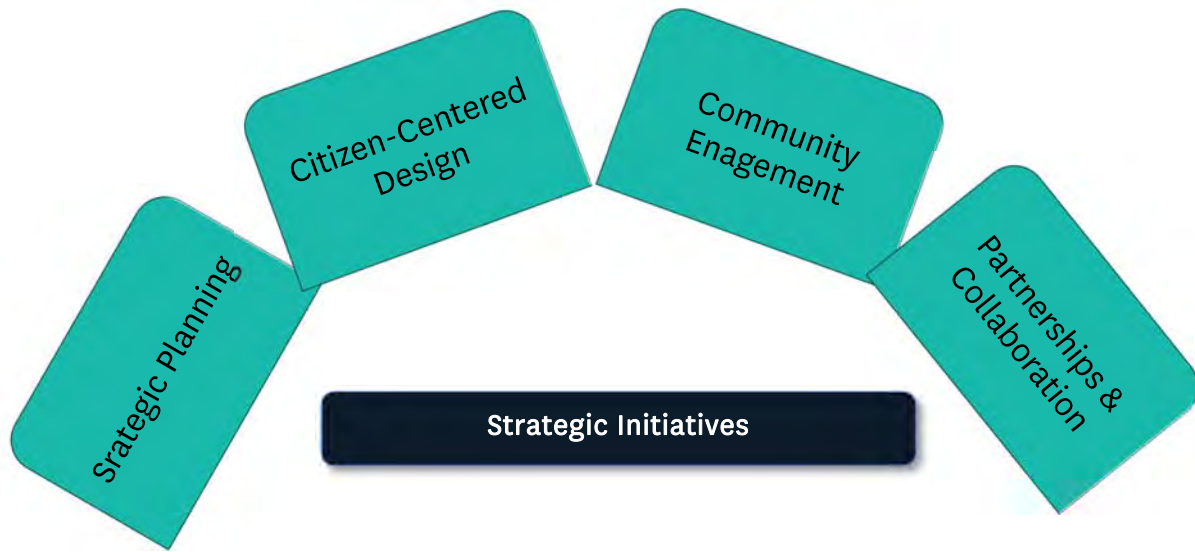 Srategic Planning
Citizen-Centered
Design
Community
Enagement
Partnerships &
Collaboration
Strategic Initiatives